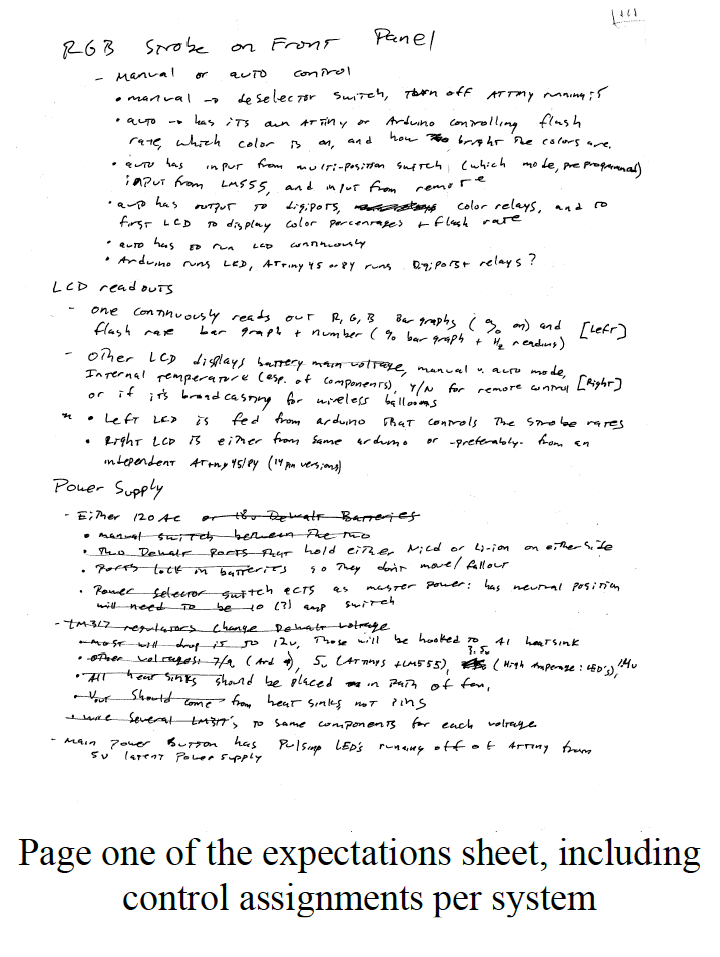 RGB Strobe on Front Panel
- Manual or auto control
• manual → deselector switch, turn off ATTiny running it
• auto → has its own ATTiny or Arduino controlling flash
rate, which color is on, and how bright the colors are.
• auto has input from multi-position switch (which mode, preprogrammed)
input from LM555, and input from remote
• auto has output to digipots, color relays, and to
first LCD to display color percentages + flash rate
• auto has to run LCD continuously
• Arduino runs LED, ATTiny 45 or 84 runs Digipots + relays?
LCD readouts
- one continuously reads out R, G, B Bar graphs (% on) and
flash rate bar graph + number (% bar graph + Hz reading) [Left]
- other LCD displays battery main voltage, manual v. auto mode,
Internal temperature (esp. of components), Y/N for remote control [Right]
or if its broadcasting for wireless ballooms
• Left LCD is fed from arduino that controls the strobe rates
• Right LCD is either from same arduino or -preferably- from an
independent ATTiny 45/84 (14 pin versions)
Power Supply
- Either 120 AC or 18v Dewalt Batteries
• manual switch between the two
• Two Dewalt ports that hold either Nicd or Li-ion on either side
• Ports lock in batteries so they don't move/fallout
• Power selector switch acts as master power: has neutral position
will need to be 10 (?) amp switch
- LM317 regulators change Dewalt voltage
• most will drop is to 12v, Those will be hooked to AI heatsink
• other voltages: 7/9 (Ard), 5v (ATTinys + LM555), 3.5v (High Amperage: LED's), 14v
• All heat sinks should be placed in path of fan.
• Vout should come from heat sinks not pins
• wire several LM317's to same components for each voltage
- Main power Button has Pulsing LED's running off of ATTiny from
5v latent Power supply
Page one of the expectations sheet, including
control assignments per system